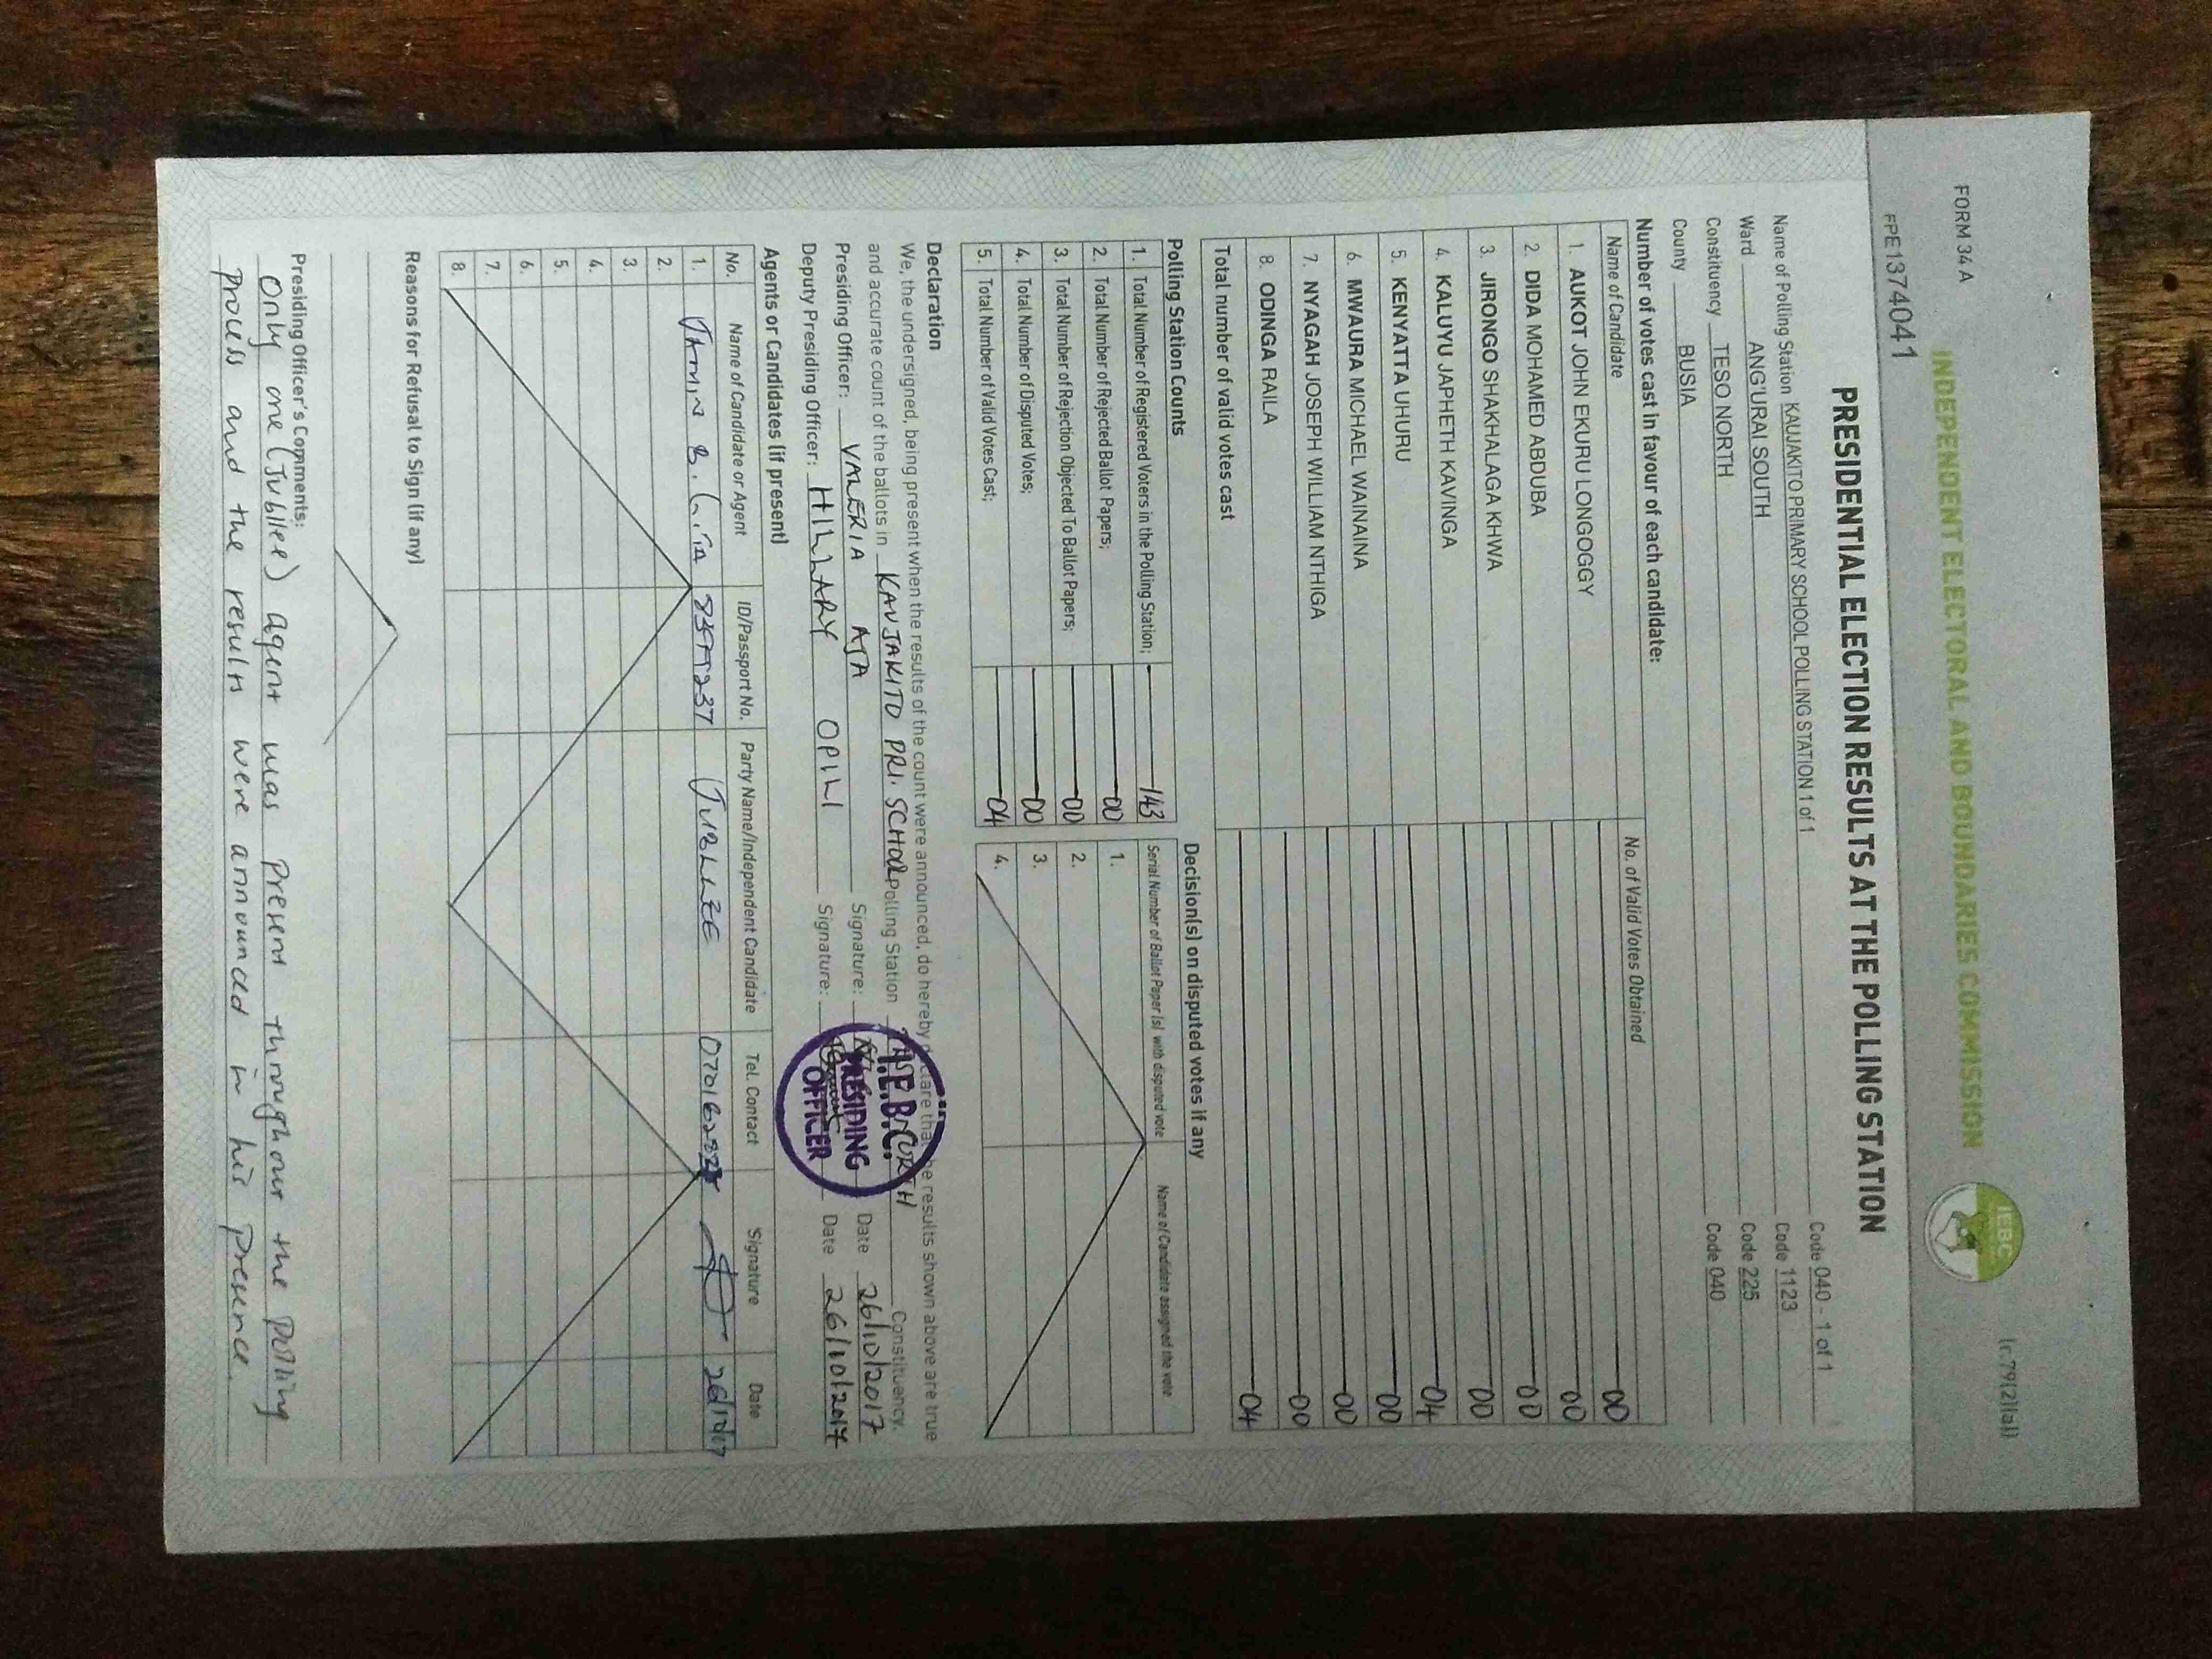 FORM 34 A
(r.79(2)(a))
INDEPENDENT ELECTORAL AND BOUNDARIES COMMISSION
IEBC
FPE1374041
PRESIDENTIAL ELECTION RESULTS AT THE POLLING STATION
Name of Polling Station KAUJAKITO PRIMARY SCHOOL POLLING STATION 1 of 1 Code 040 - 1 of 1
Ward ANG'URAI SOUTH Code 1123
Constituency TESO NORTH Code 225
County BUSIA Code 040
Number of votes cast in favour of each candidate:
Name of Candidate No. of Valid Votes Obtained
1. AUKOT JOHN EKURU LONGOGGY 00
2. DIDA MOHAMED ABDUBA 00
3. JIRONGO SHAKHALAGA KHWA 00
4. KALUYU JAPHETH KAVINGA 00
5. KENYATTA UHURU 04
6. MWAURA MICHAEL WAINAINA 00
7. NYAGAH JOSEPH WILLIAM NTHIGA 00
8. ODINGA RAILA 00
Total number of valid votes cast 04
Polling Station Counts
1. Total Number of Registered Voters in the Polling Station; 143
2. Total Number of Rejected Ballot Papers; 00
3. Total Number of Rejection Objected To Ballot Papers; 00
4. Total Number of Disputed Votes; 00
5. Total Number of Valid Votes Cast; 04
Decision(s) on disputed votes if any
Serial Number of Ballot Paper (s) with disputed vote Name of Candidate assigned the vote
1.
2.
3.
4.
Declaration
We, the undersigned, being present when the results of the count were announced, do hereby declare that the results shown above are true
and accurate count of the ballots in KAUJAKITO PRI. SCHOOL Polling Station Constituency.
Presiding Officer: VALERIA AJA Signature: Date 26/10/2017
Deputy Presiding Officer: HILLARY OPILI Signature: Date 26/10/2017
I.E.B.C.
PRESIDING
OFFICER
Agents or Candidates (if present)
No. Name of Candidate or Agent ID/Passport No. Party Name/Independent Candidate Tel. Contact Signature Date
1. JUBILEE 26/10/17
2.
3.
4.
5.
6.
7.
8.
Reasons for Refusal to Sign (if any)
Presiding Officer's Comments:
Only one (Jubilee) agent was present throughout the polling
process and the results were announced in his presence.